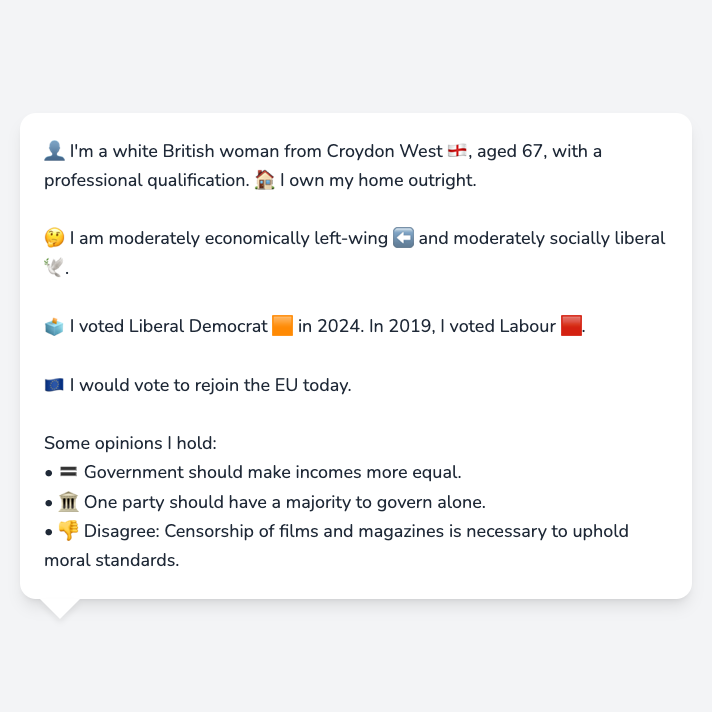 👤 I'm a white British woman from Croydon West 🏴󠁧󠁢󠁥󠁮󠁧󠁿, aged 67, with a
professional qualification. 🏠 I own my home outright.
🤔 I am moderately economically left-wing ⬅️ and moderately socially liberal
🕊️.
🗳️ I voted Liberal Democrat 🟧 in 2024. In 2019, I voted Labour 🟥.
🇪🇺 I would vote to rejoin the EU today.
Some opinions I hold:
• 🟰 Government should make incomes more equal.
• 🏛️ One party should have a majority to govern alone.
• 👎 Disagree: Censorship of films and magazines is necessary to uphold
moral standards.